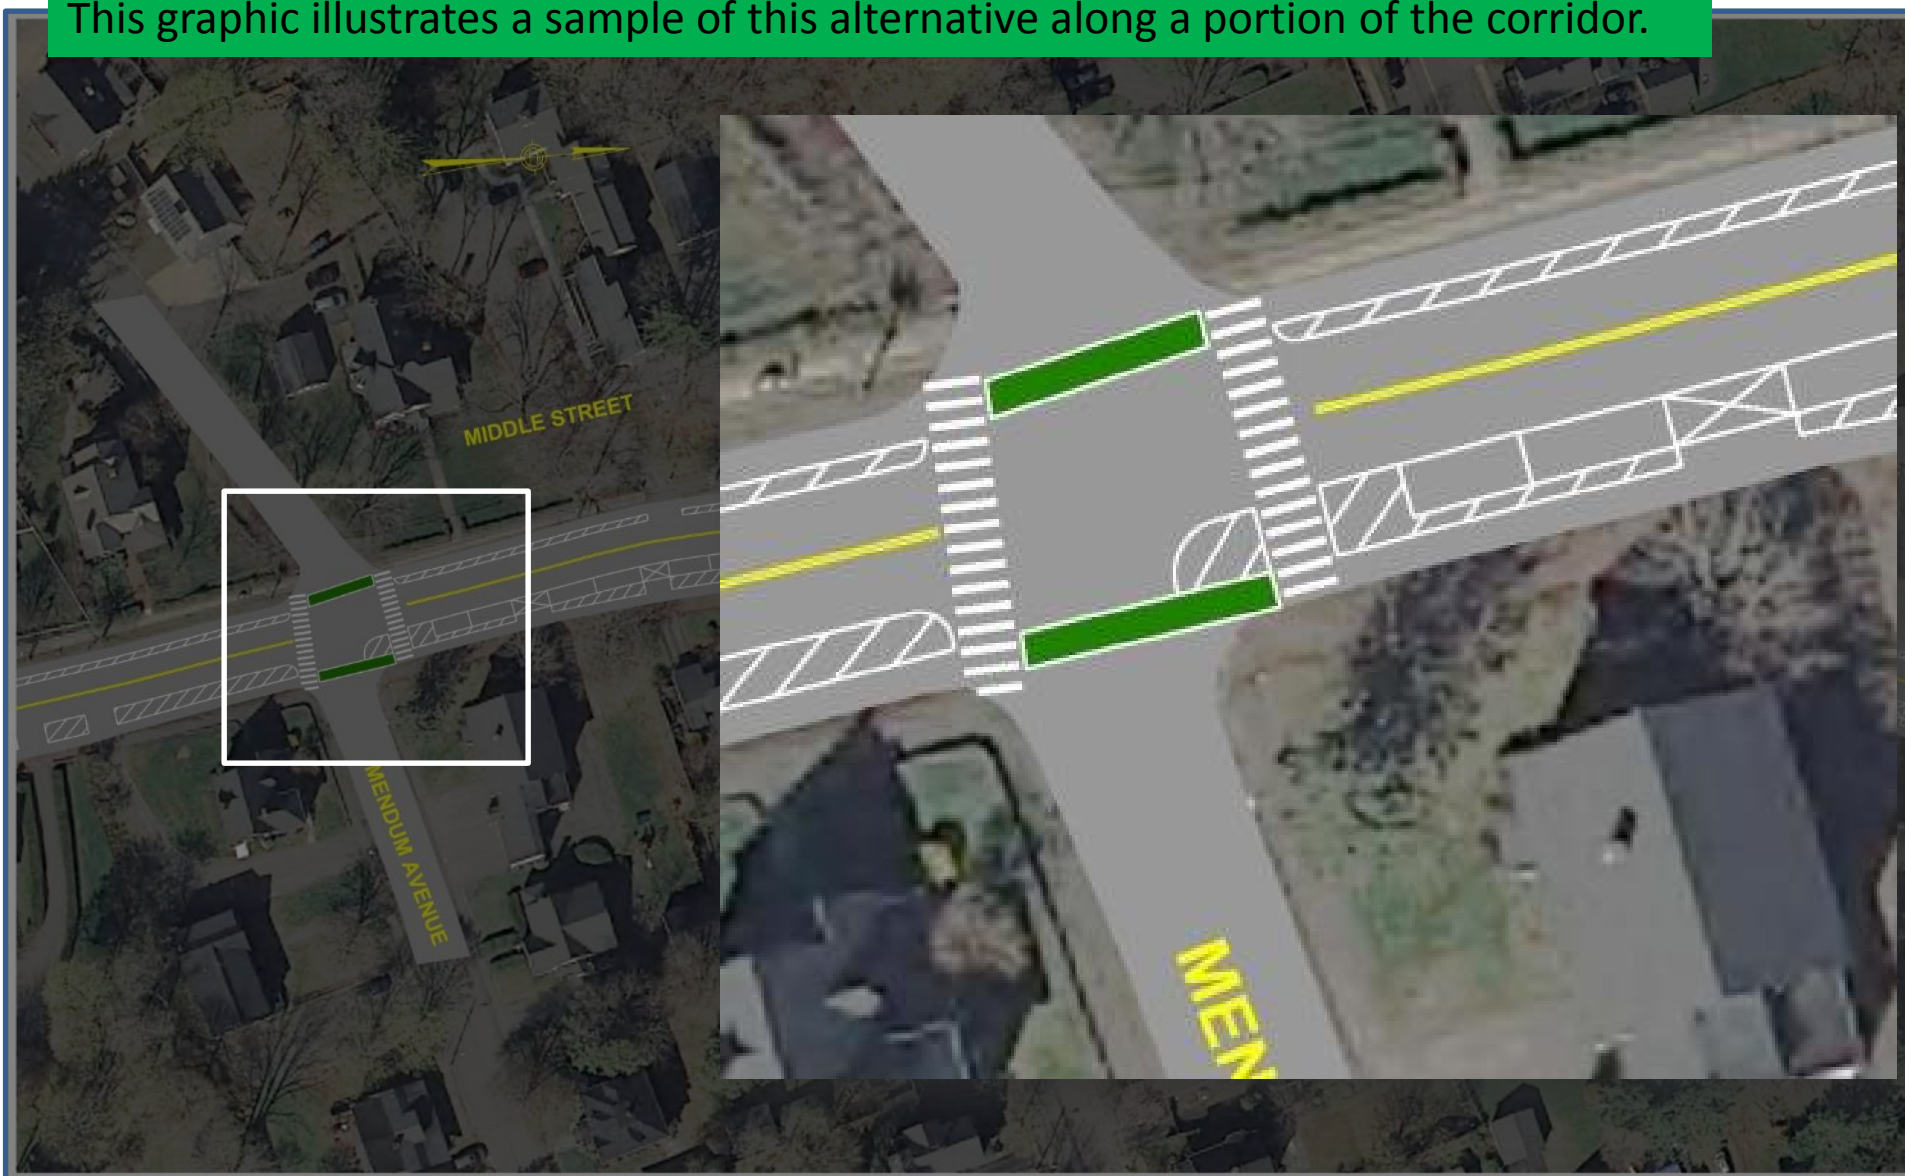 This graphic illustrates a sample of this alternative along a portion of the corridor.
MIDDLE STREET
MENDUM AVENUE
MEN